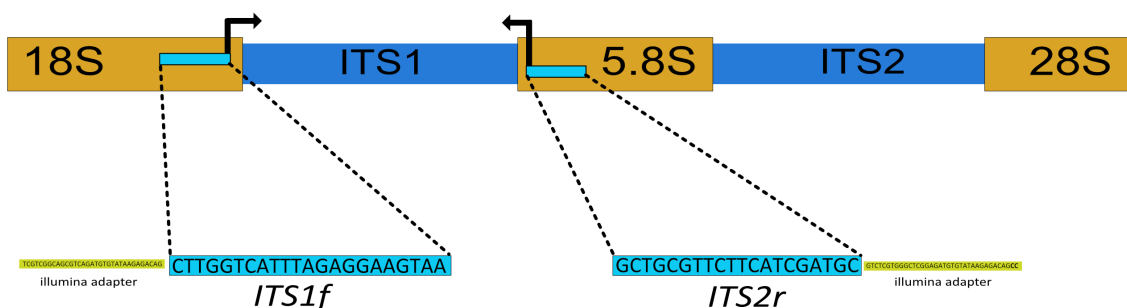 18S ITS1 5.8S ITS2 28S
TCGTCGGCAGCGTCAGATGTGTATAAGAGACAG CTTGGTCATTTAGAGGAAGTAA GCTGCGTTCTTCATCGATGC GTCTCGTGGGCTCGGAGATGTGTATAAGAGACAGCC
illumina adapter ITS1f ITS2r illumina adapter